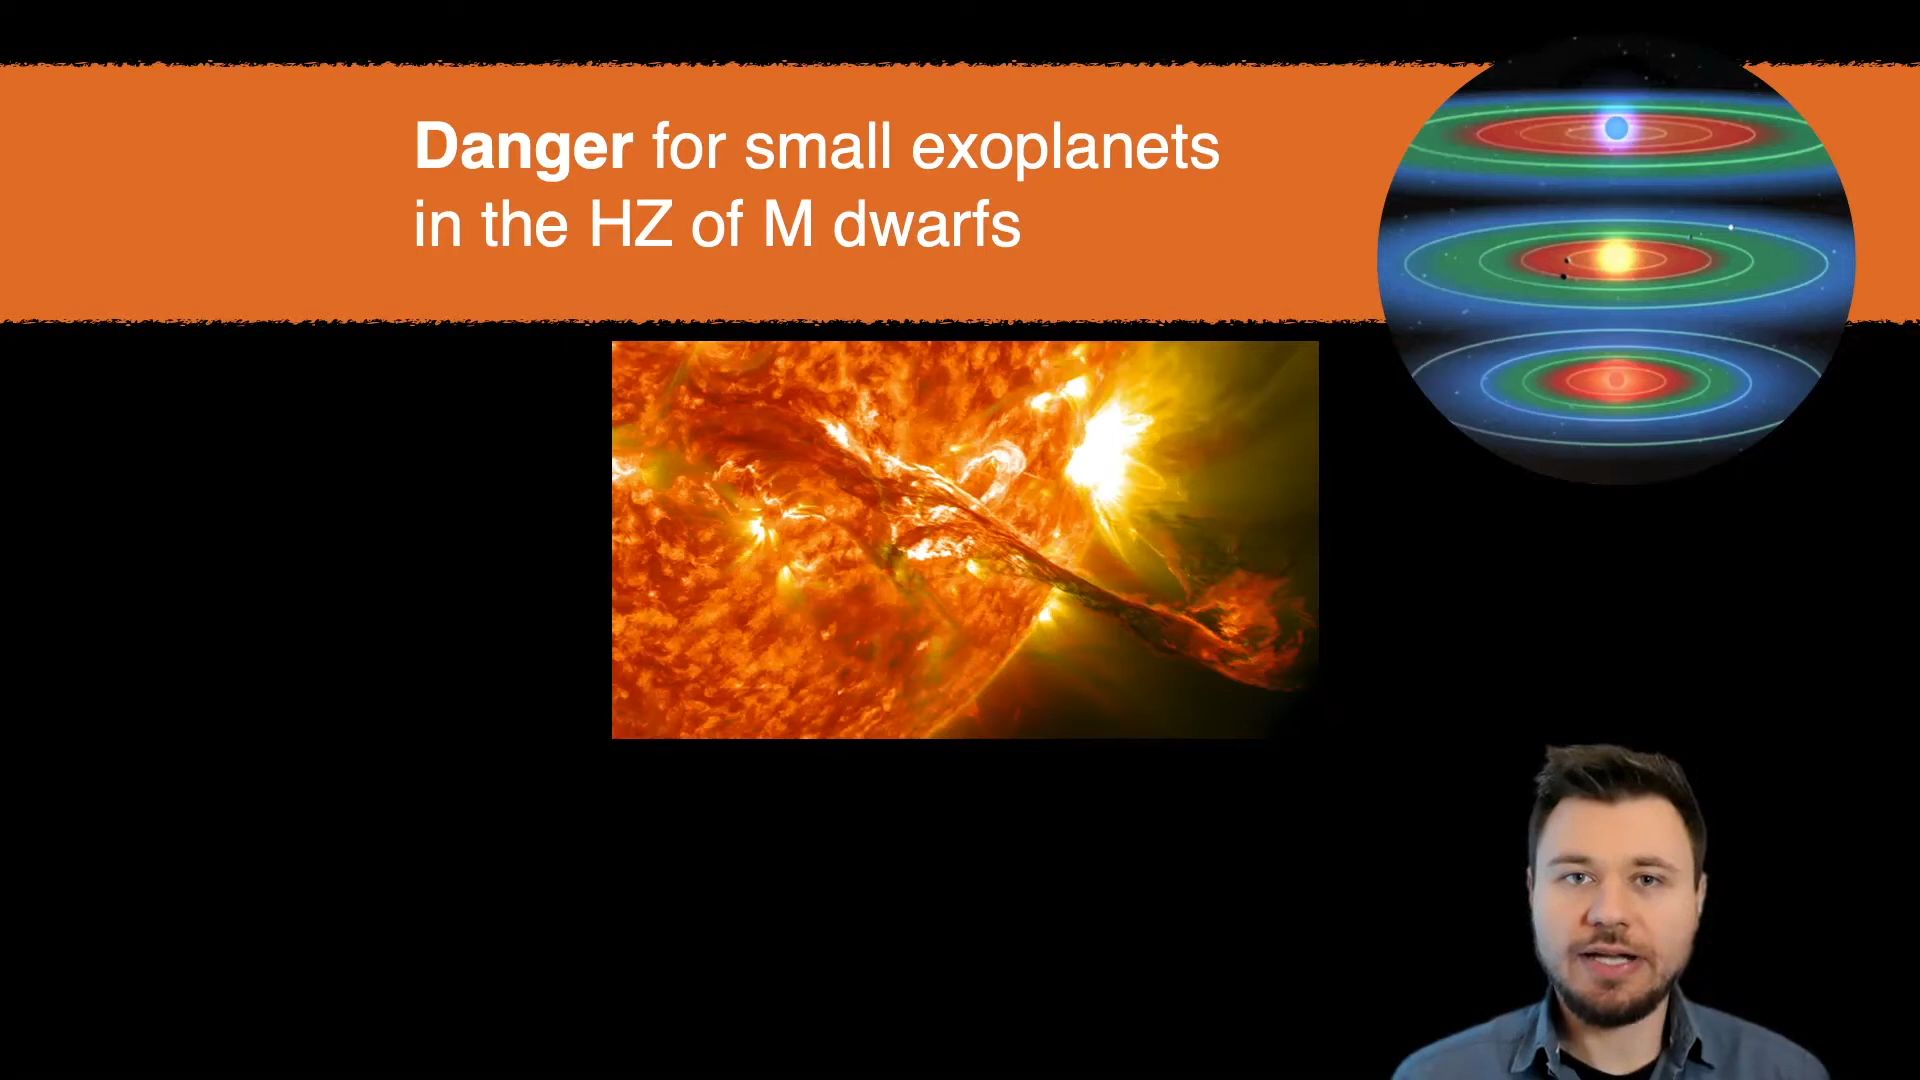 Danger for small exoplanets
in the HZ of M dwarfs